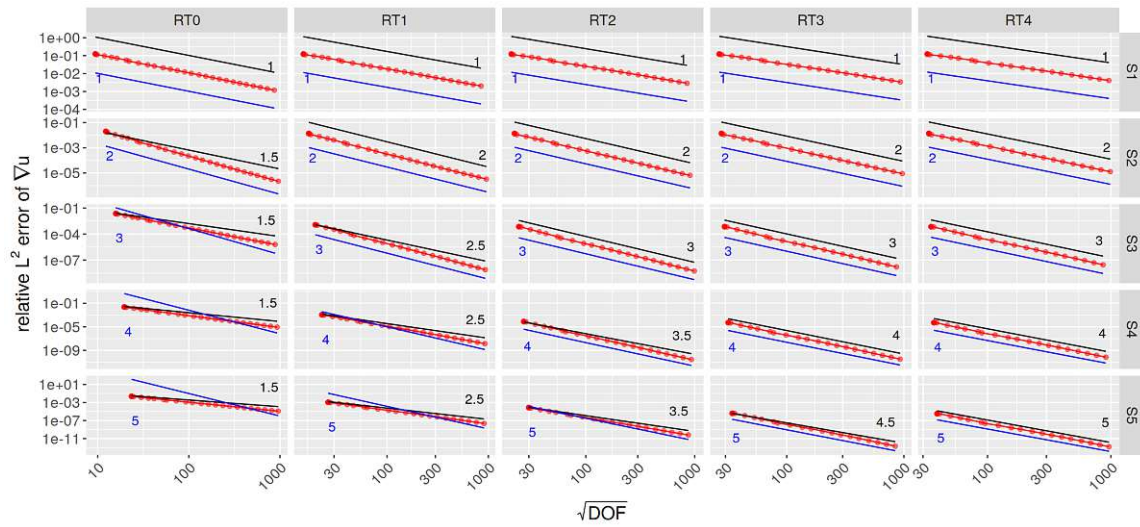 RT0 RT1 RT2 RT3 RT4
relative L² error of ∇u
1e+00
1e-01
1e-02
1e-03
1e-04
1 1 1 1 1
1 1 1 1 1
S1
1e-01
1e-03
1e-05
1.5 2 2 2 2
2 2 2 2 2
S2
1e-01
1e-04
1e-07
1.5 2.5 3 3 3
3 3 3 3 3
S3
1e-01
1e-05
1e-09
1.5 2.5 3.5 4 4
4 4 4 4 4
S4
1e+01
1e-03
1e-07
1e-11
1.5 2.5 3.5 4.5 5
5 5 5 5 5
S5
10 100 1000 30 100 300 1000 30 100 300 1000 30 100 300 1000 30 100 300 1000
√DOF